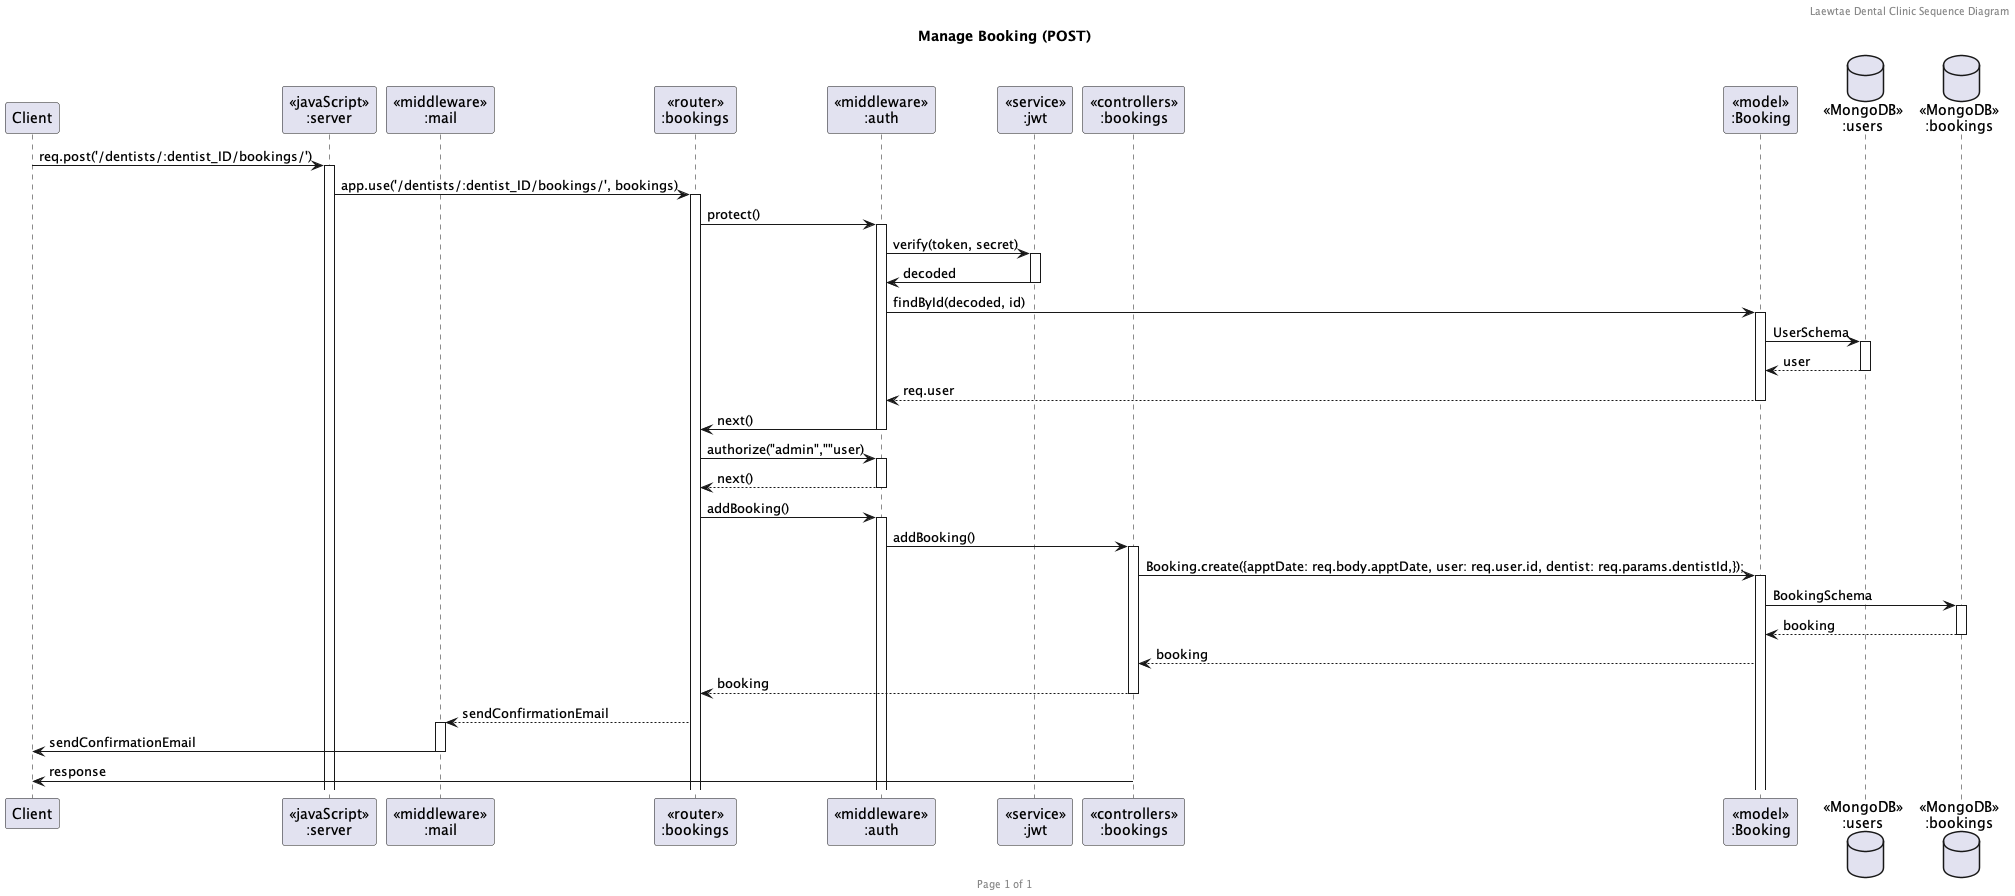 Laewtae Dental Clinic Sequence Diagram
Manage Booking (POST)
Client
«javaScript»
:server
«middleware»
:mail
«router»
:bookings
«middleware»
:auth
«service»
:jwt
«controllers»
:bookings
«model»
:Booking
«MongoDB»
:users
«MongoDB»
:bookings
req.post('/dentists/:dentist_ID/bookings/')
app.use('/dentists/:dentist_ID/bookings/', bookings)
protect()
verify(token, secret)
decoded
findById(decoded, id)
UserSchema
user
req.user
next()
authorize("admin",""user)
next()
addBooking()
addBooking()
Booking.create({apptDate: req.body.apptDate, user: req.user.id, dentist: req.params.dentistId,});
BookingSchema
booking
booking
booking
sendConfirmationEmail
sendConfirmationEmail
response
Client
«javaScript»
:server
«middleware»
:mail
«router»
:bookings
«middleware»
:auth
«service»
:jwt
«controllers»
:bookings
«model»
:Booking
«MongoDB»
:users
«MongoDB»
:bookings
Page 1 of 1